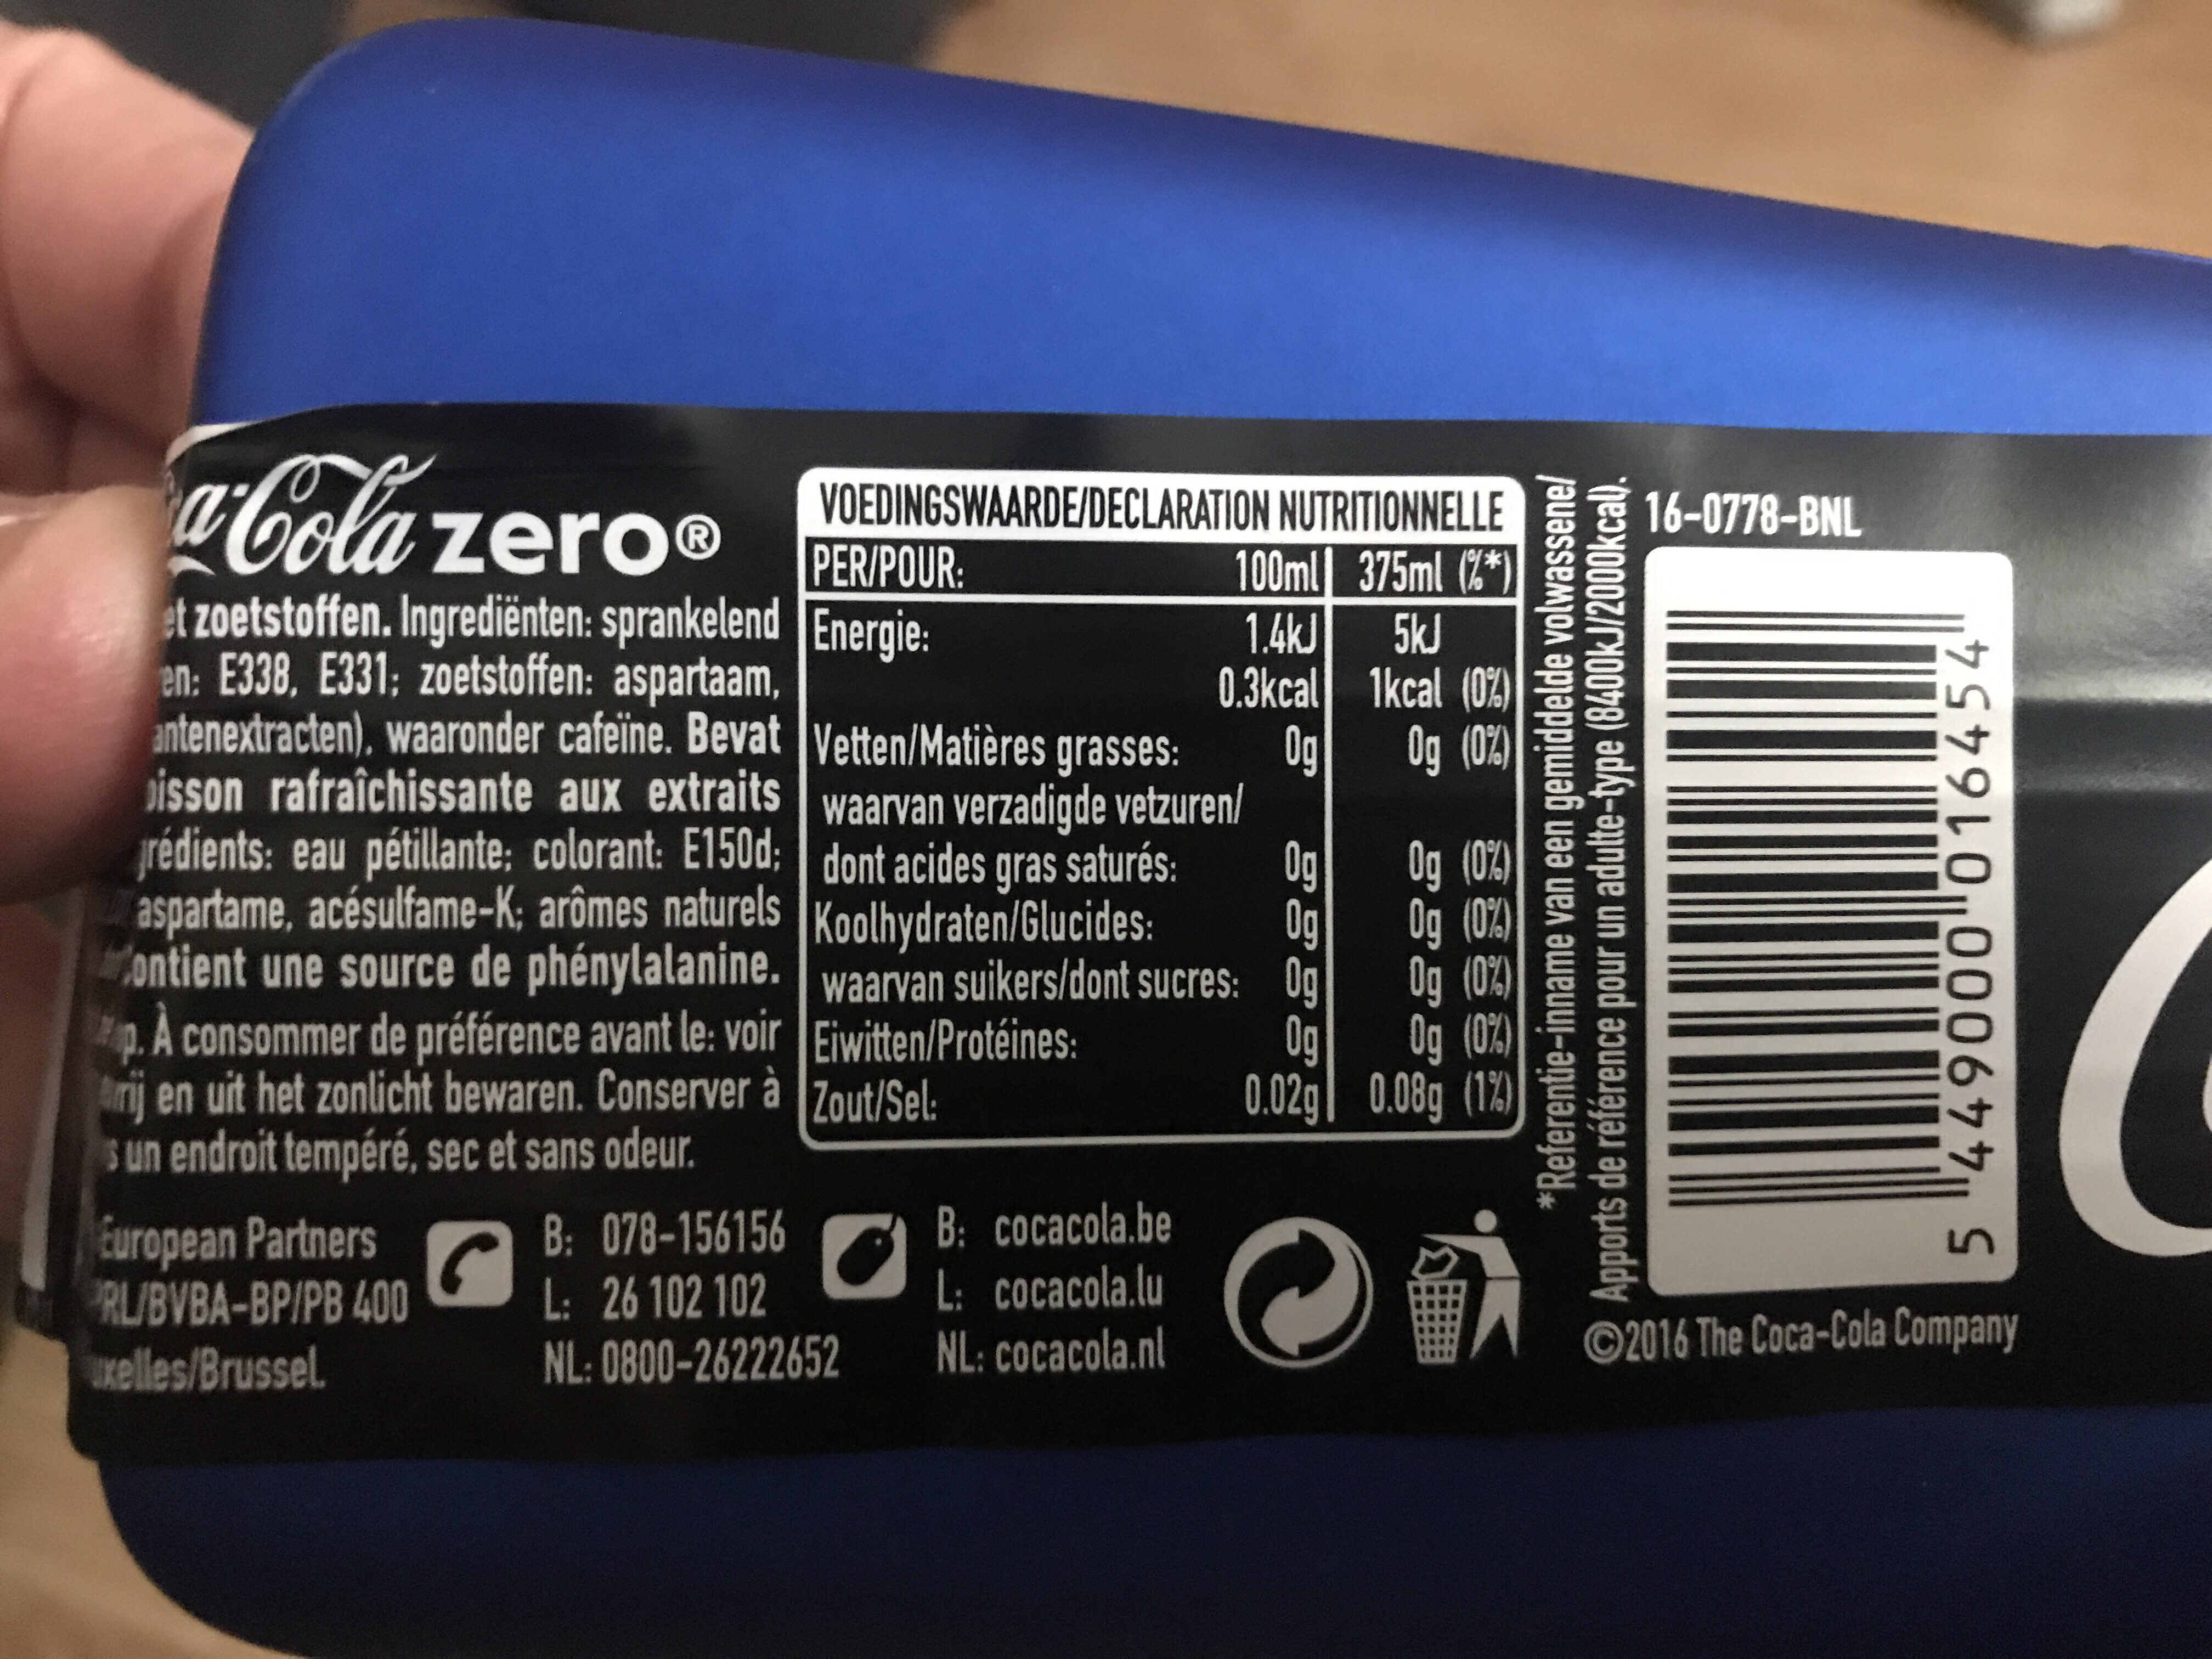 Cola zero®
zoetstoffen. Ingrediënten: sprankelend
E338, E331; zoetstoffen: aspartaam,
waaronder cafeïne. Bevat
rafraîchissante aux extraits
eau pétillante; colorant: E150d;
aspartame, acésulfame-K; arômes naturels
une source de phénylalanine.
À consommer de préférence avant le: voir
en uit het zonlicht bewaren. Conserver à
un endroit tempéré, sec et sans odeur.
European Partners
/BVBA-BP/PB 400
/Brussel.
B: 078-156156
L: 26 102 102
NL: 0800-26222652
B: cocacola.be
L: cocacola.lu
NL: cocacola.nl
VOEDINGSWAARDE/DECLARATION NUTRITIONNELLE
PER/POUR: 100ml 375ml (%*)
Energie: 1.4kJ 5kJ
0.3kcal 1kcal (0%)
Vetten/Matières grasses: 0g 0g (0%)
waarvan verzadigde vetzuren/
dont acides gras saturés: 0g 0g (0%)
Koolhydraten/Glucides: 0g 0g (0%)
waarvan suikers/dont sucres: 0g 0g (0%)
Eiwitten/Protéines: 0g 0g (0%)
Zout/Sel: 0.02g 0.08g (1%)
*Referentie-inname van een gemiddelde volwassene/
Apports de référence pour un adulte-type (8400kJ/2000kcal).
16-0778-BNL
5 449000 016454
©2016 The Coca-Cola Company